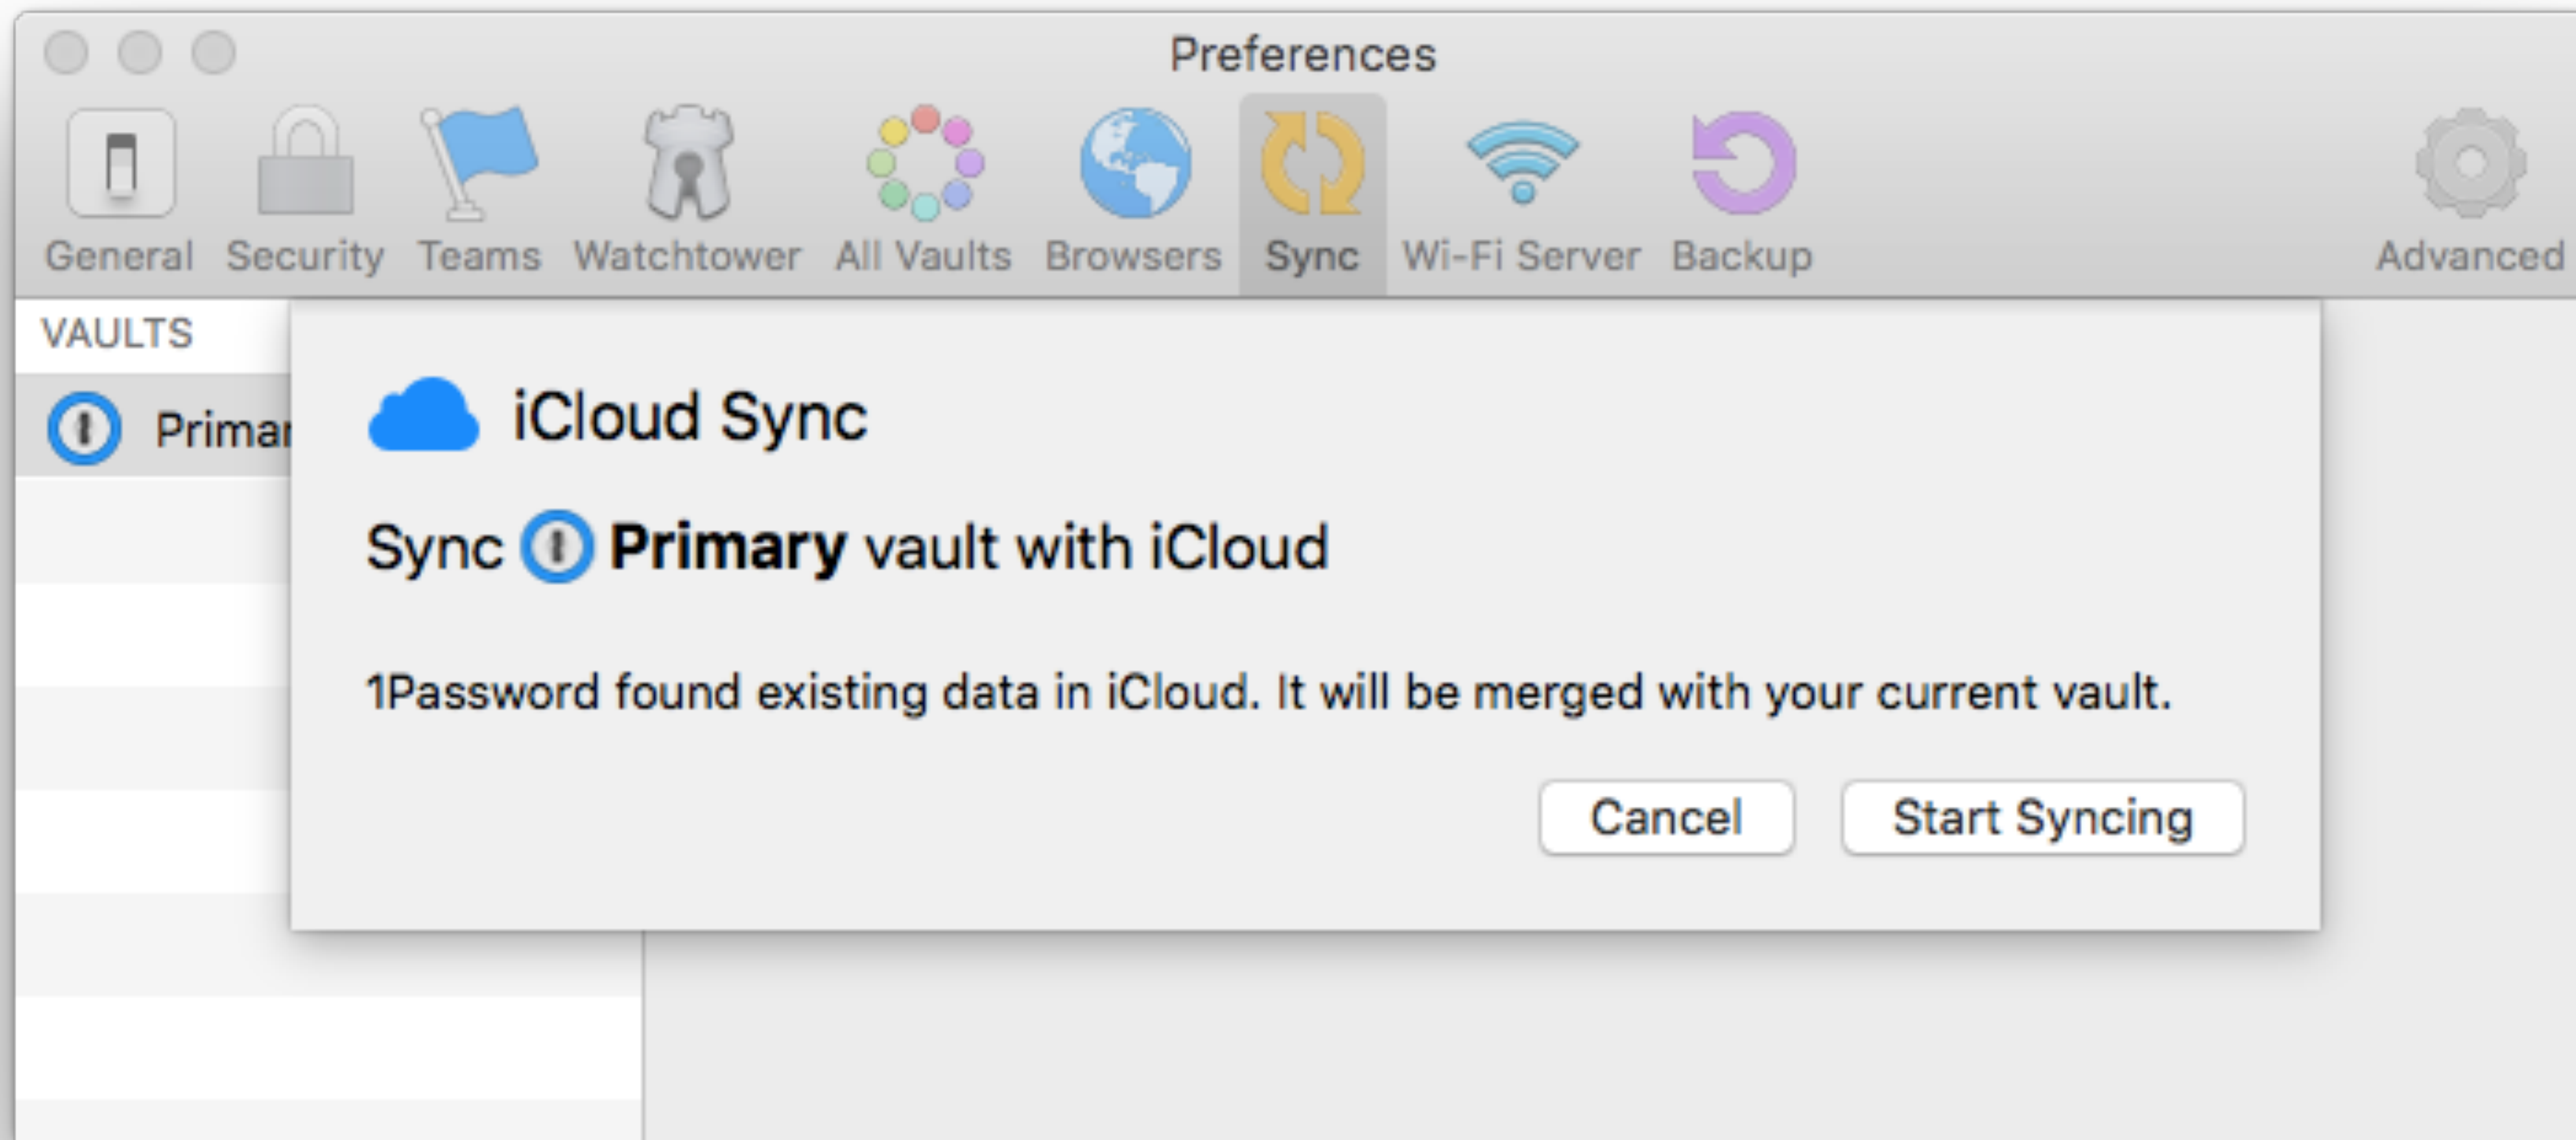 Preferences
General Security Teams Watchtower All Vaults Browsers Sync Wi-Fi Server Backup Advanced
VAULTS
Primar
iCloud Sync
Sync Primary vault with iCloud
1Password found existing data in iCloud. It will be merged with your current vault.
Cancel Start Syncing